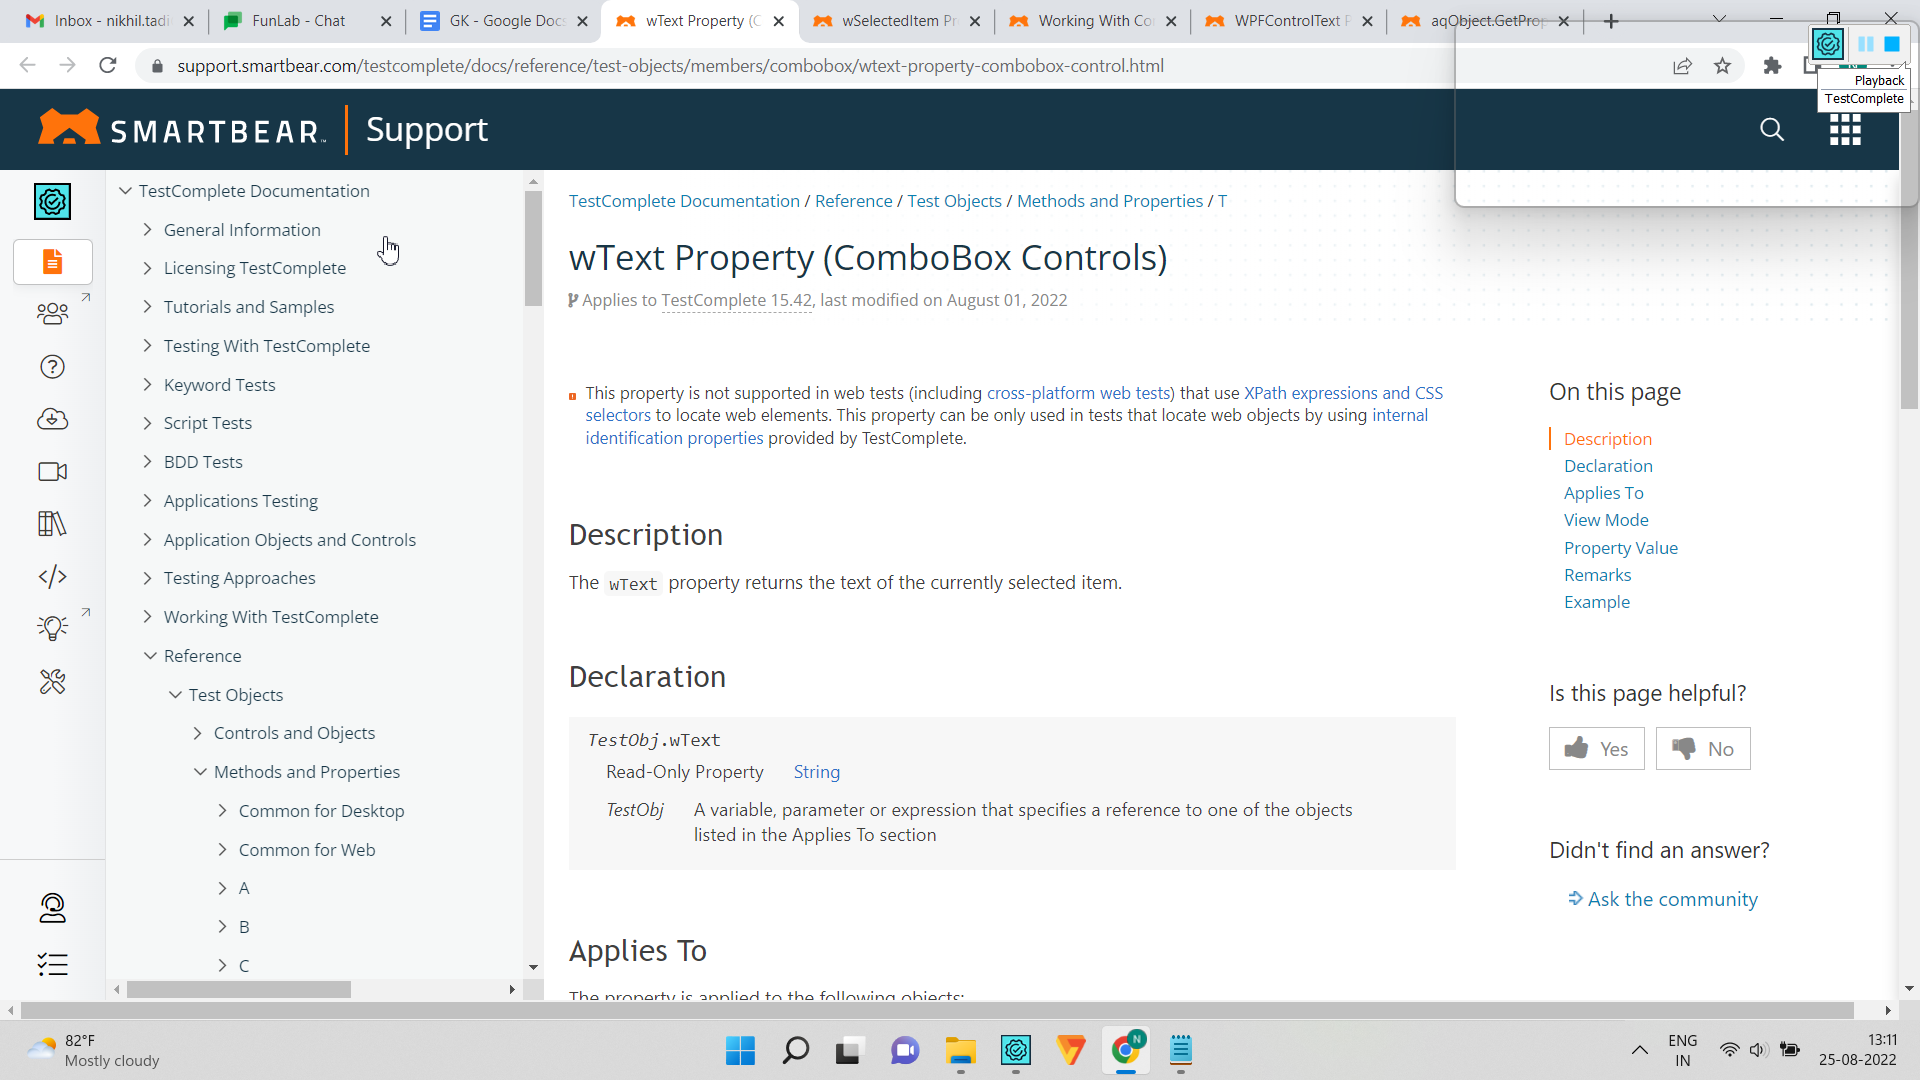 Inbox - nikhil.tadi
FunLab - Chat
GK - Google Docs
wText Property (C
wSelectedItem Pr
Working With Co
WPFControlText P
aqObject.GetProp
support.smartbear.com/testcomplete/docs/reference/test-objects/members/combobox/wtext-property-combobox-control.html
Playback
TestComplete
SMARTBEAR
Support
TestComplete Documentation
General Information
Licensing TestComplete
Tutorials and Samples
Testing With TestComplete
Keyword Tests
Script Tests
BDD Tests
Applications Testing
Application Objects and Controls
Testing Approaches
Working With TestComplete
Reference
Test Objects
Controls and Objects
Methods and Properties
Common for Desktop
Common for Web
A
B
C
TestComplete Documentation / Reference / Test Objects / Methods and Properties / T
wText Property (ComboBox Controls)
Applies to TestComplete 15.42, last modified on August 01, 2022
This property is not supported in web tests (including cross-platform web tests) that use XPath expressions and CSS
selectors to locate web elements. This property can be only used in tests that locate web objects by using internal
identification properties provided by TestComplete.
Description
The wText property returns the text of the currently selected item.
Declaration
TestObj.wText
Read-Only Property String
TestObj A variable, parameter or expression that specifies a reference to one of the objects
listed in the Applies To section
Applies To
The property is applied to the following objects:
On this page
Description
Declaration
Applies To
View Mode
Property Value
Remarks
Example
Is this page helpful?
Yes
No
Didn't find an answer?
Ask the community
82°F
Mostly cloudy
N
ENG
IN
13:11
25-08-2022